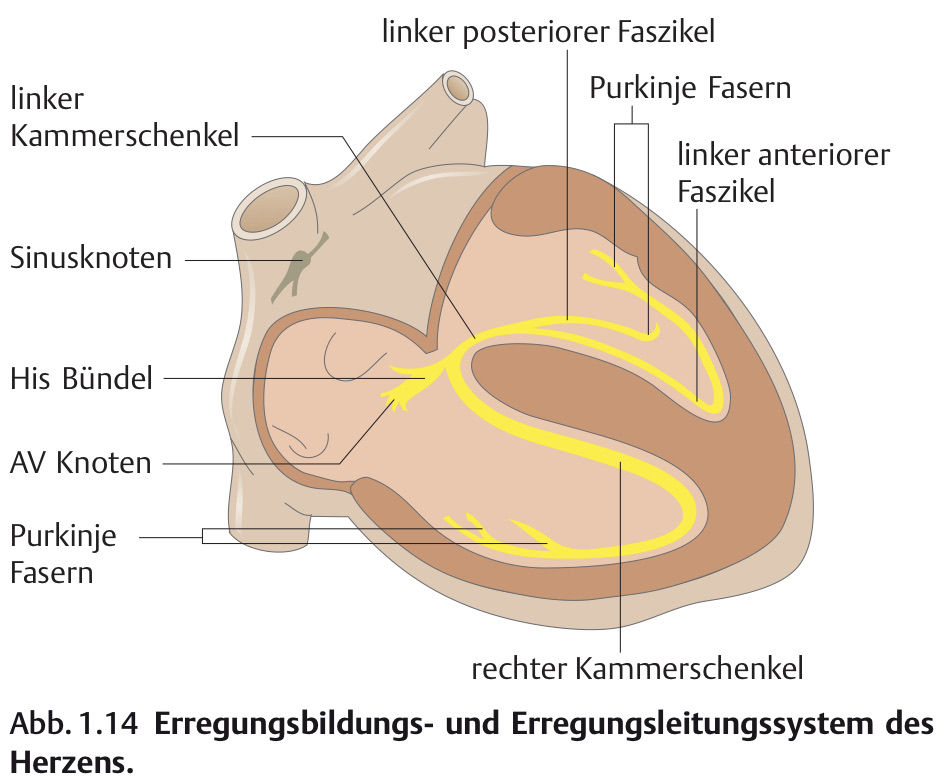 linker posteriorer Faszikel
Purkinje Fasern
linker
Kammerschenkel
linker anteriorer
Faszikel
Sinusknoten
His Bündel
AV Knoten
Purkinje
Fasern
rechter Kammerschenkel
Abb. 1.14 Erregungsbildungs- und Erregungsleitungssystem des
Herzens.